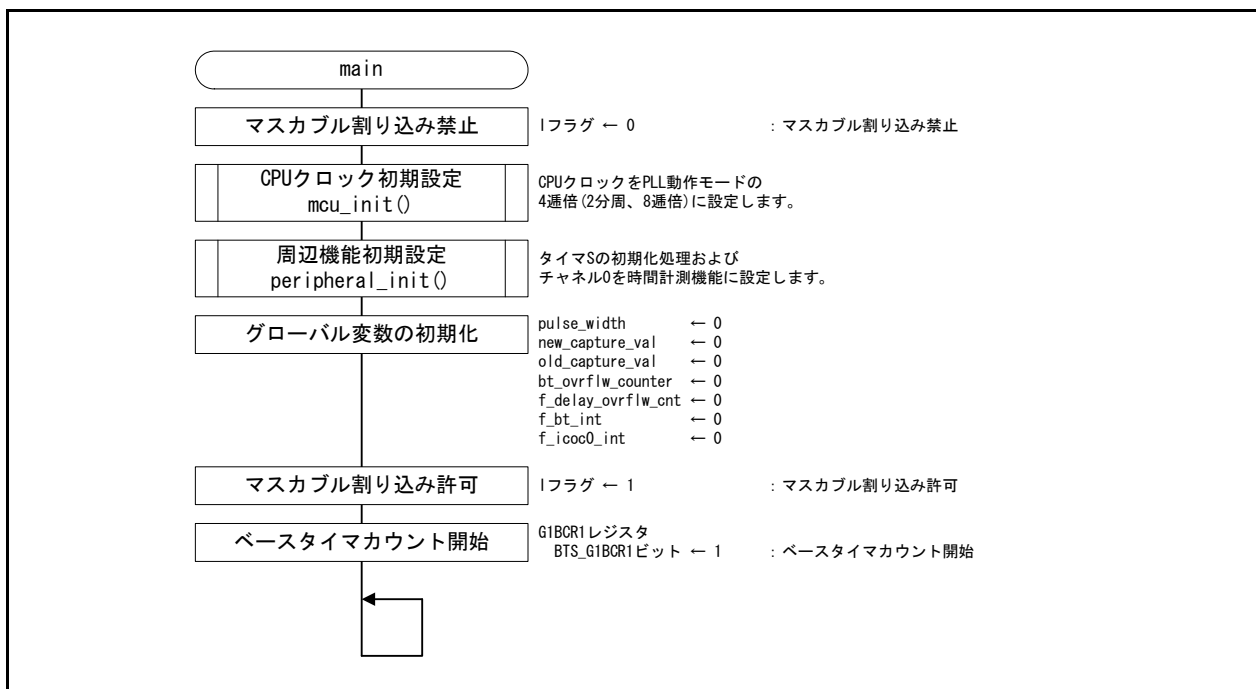 main
マスカブル割り込み禁止
Iフラグ ← 0 : マスカブル割り込み禁止
CPUクロック初期設定
mcu_init()
CPUクロックをPLL動作モードの
4逓倍(2分周、8逓倍)に設定します。
周辺機能初期設定
peripheral_init()
タイマSの初期化処理および
チャネル0を時間計測機能に設定します。
グローバル変数の初期化
pulse_width ← 0
new_capture_val ← 0
old_capture_val ← 0
bt_ovrflw_counter ← 0
f_delay_ovrflw_cnt ← 0
f_bt_int ← 0
f_icoc0_int ← 0
マスカブル割り込み許可
Iフラグ ← 1 : マスカブル割り込み許可
ベースタイマカウント開始
G1BCR1レジスタ
BTS_G1BCR1ビット ← 1 : ベースタイマカウント開始